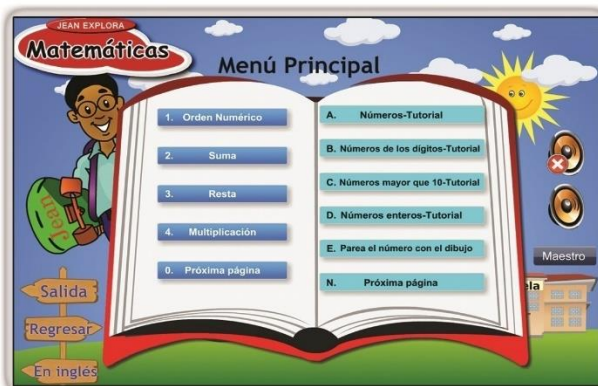 JEAN EXPLORA
Matemáticas
Menú Principal
1. Orden Numérico
2. Suma
3. Resta
4. Multiplicación
0. Próxima página
A. Números-Tutorial
B. Números de los dígitos-Tutorial
C. Números mayor que 10-Tutorial
D. Números enteros-Tutorial
E. Parea el número con el dibujo
N. Próxima página
Jean
Maestro
ela
Salida
Regresar
En inglés